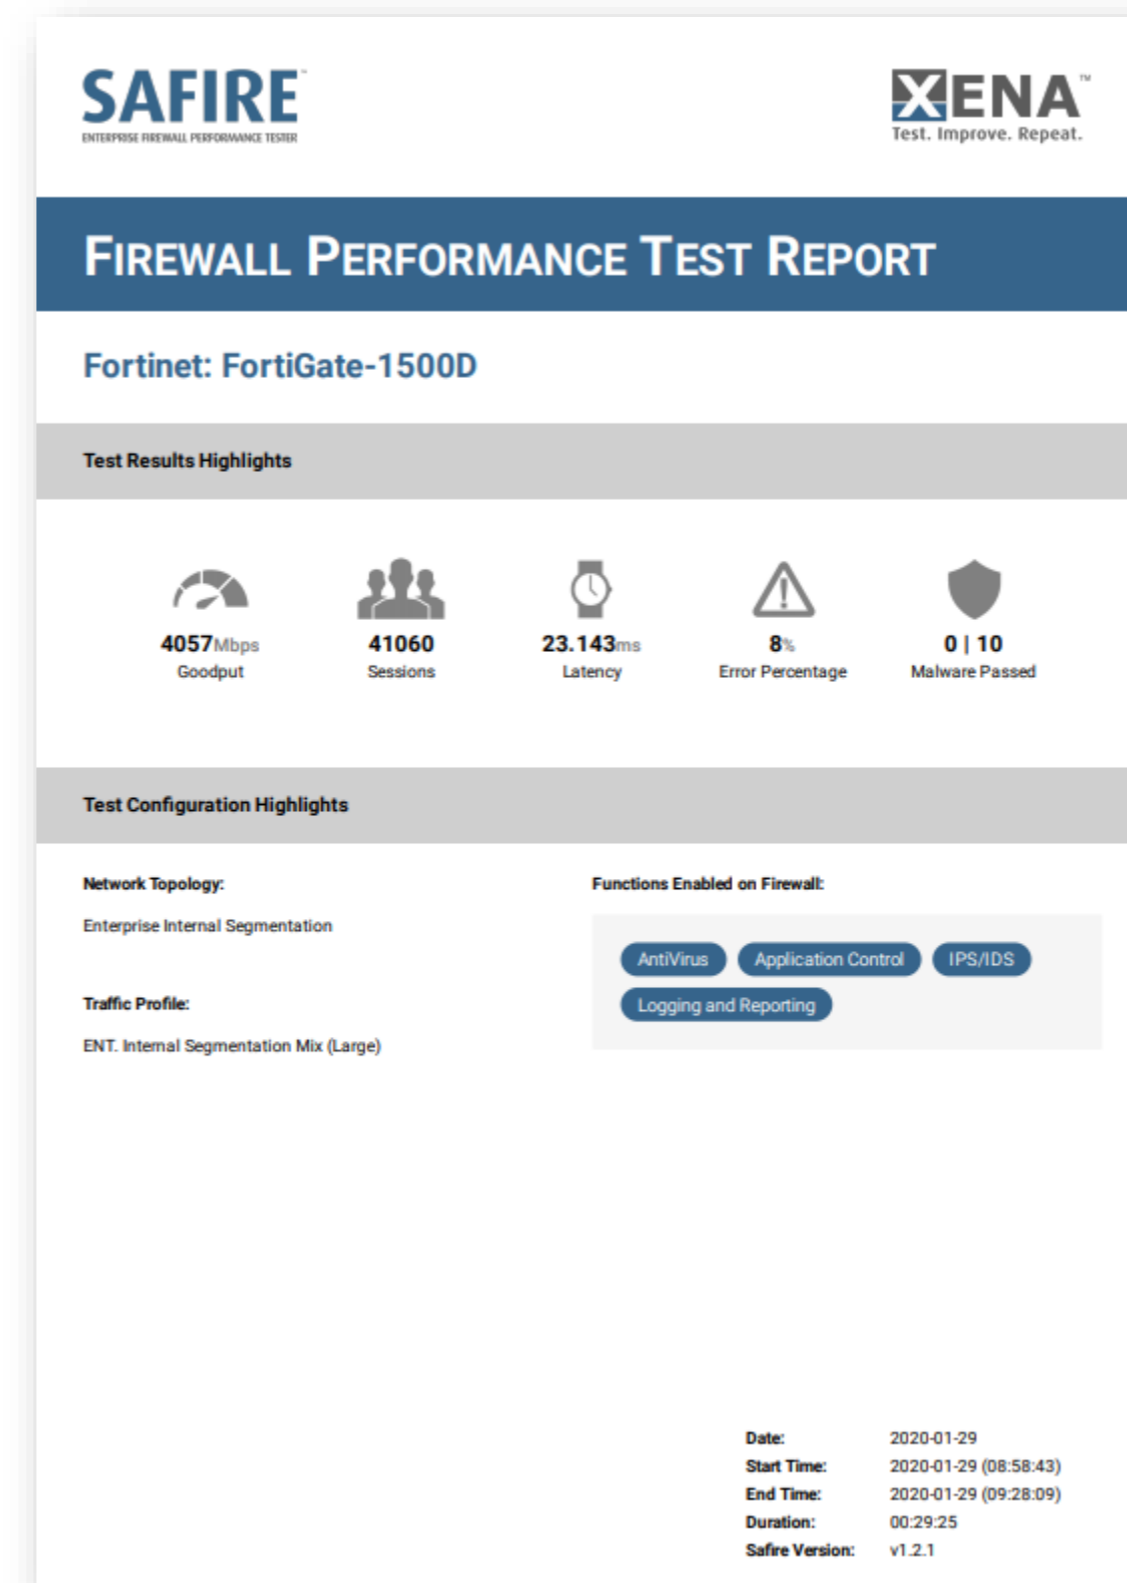 SAFIRE™
ENTERPRISE FIREWALL PERFORMANCE TESTER
XENA™
Test. Improve. Repeat.
FIREWALL PERFORMANCE TEST REPORT
Fortinet: FortiGate-1500D
Test Results Highlights
4057Mbps
Goodput
41060
Sessions
23.143ms
Latency
8%
Error Percentage
0 | 10
Malware Passed
Test Configuration Highlights
Network Topology:
Enterprise Internal Segmentation
Traffic Profile:
ENT. Internal Segmentation Mix (Large)
Functions Enabled on Firewall:
AntiVirus Application Control IPS/IDS
Logging and Reporting
Date: 2020-01-29
Start Time: 2020-01-29 (08:58:43)
End Time: 2020-01-29 (09:28:09)
Duration: 00:29:25
Safire Version: v1.2.1